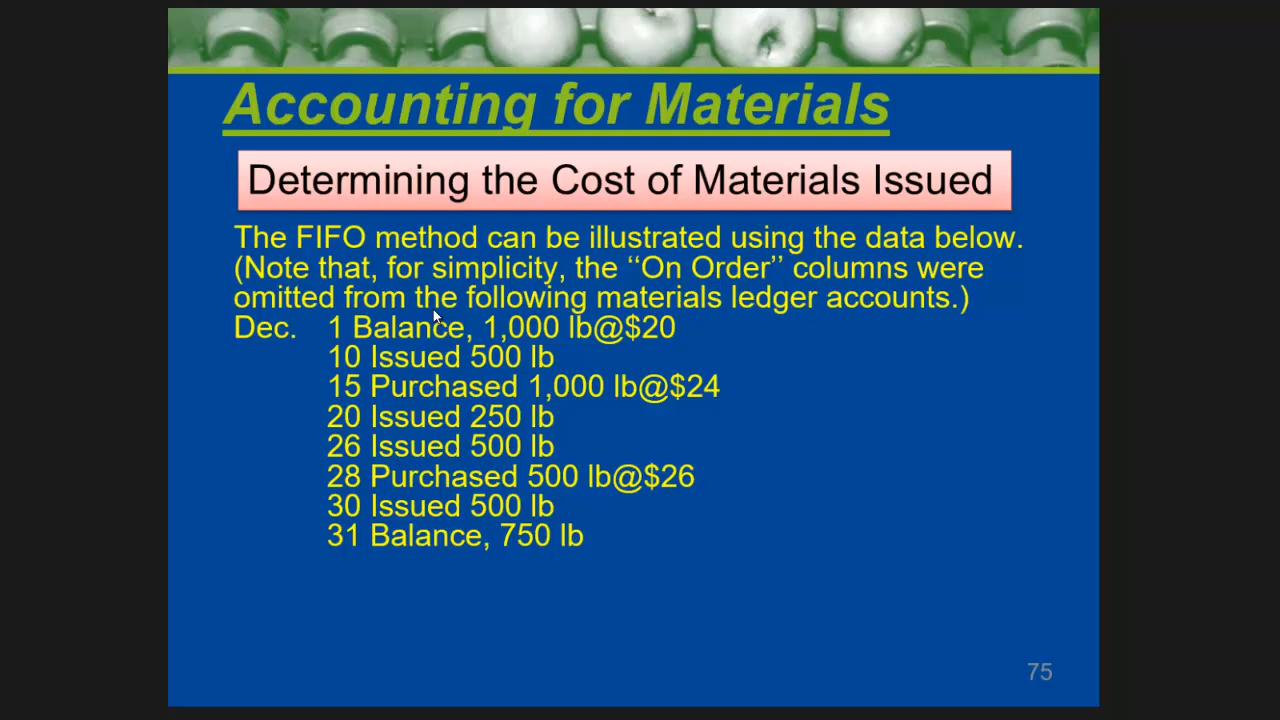 Accounting for Materials
Determining the Cost of Materials Issued
The FIFO method can be illustrated using the data below.
(Note that, for simplicity, the ‘‘On Order’’ columns were
omitted from the following materials ledger accounts.)
Dec. 1 Balance, 1,000 lb@$20
10 Issued 500 lb
15 Purchased 1,000 lb@$24
20 Issued 250 lb
26 Issued 500 lb
28 Purchased 500 lb@$26
30 Issued 500 lb
31 Balance, 750 lb
75